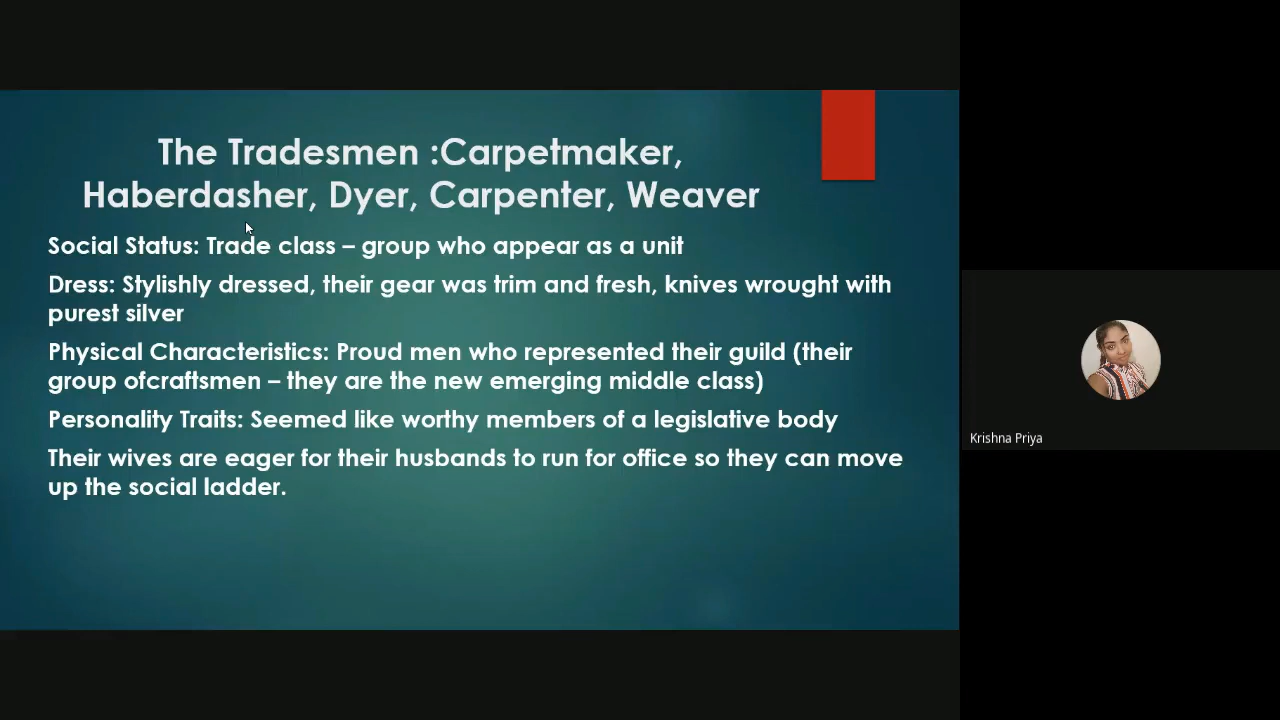 The Tradesmen :Carpetmaker,
Haberdasher, Dyer, Carpenter, Weaver
Social Status: Trade class – group who appear as a unit
Dress: Stylishly dressed, their gear was trim and fresh, knives wrought with
purest silver
Physical Characteristics: Proud men who represented their guild (their
group ofcraftsmen – they are the new emerging middle class)
Personality Traits: Seemed like worthy members of a legislative body
Their wives are eager for their husbands to run for office so they can move
up the social ladder.
Krishna Priya